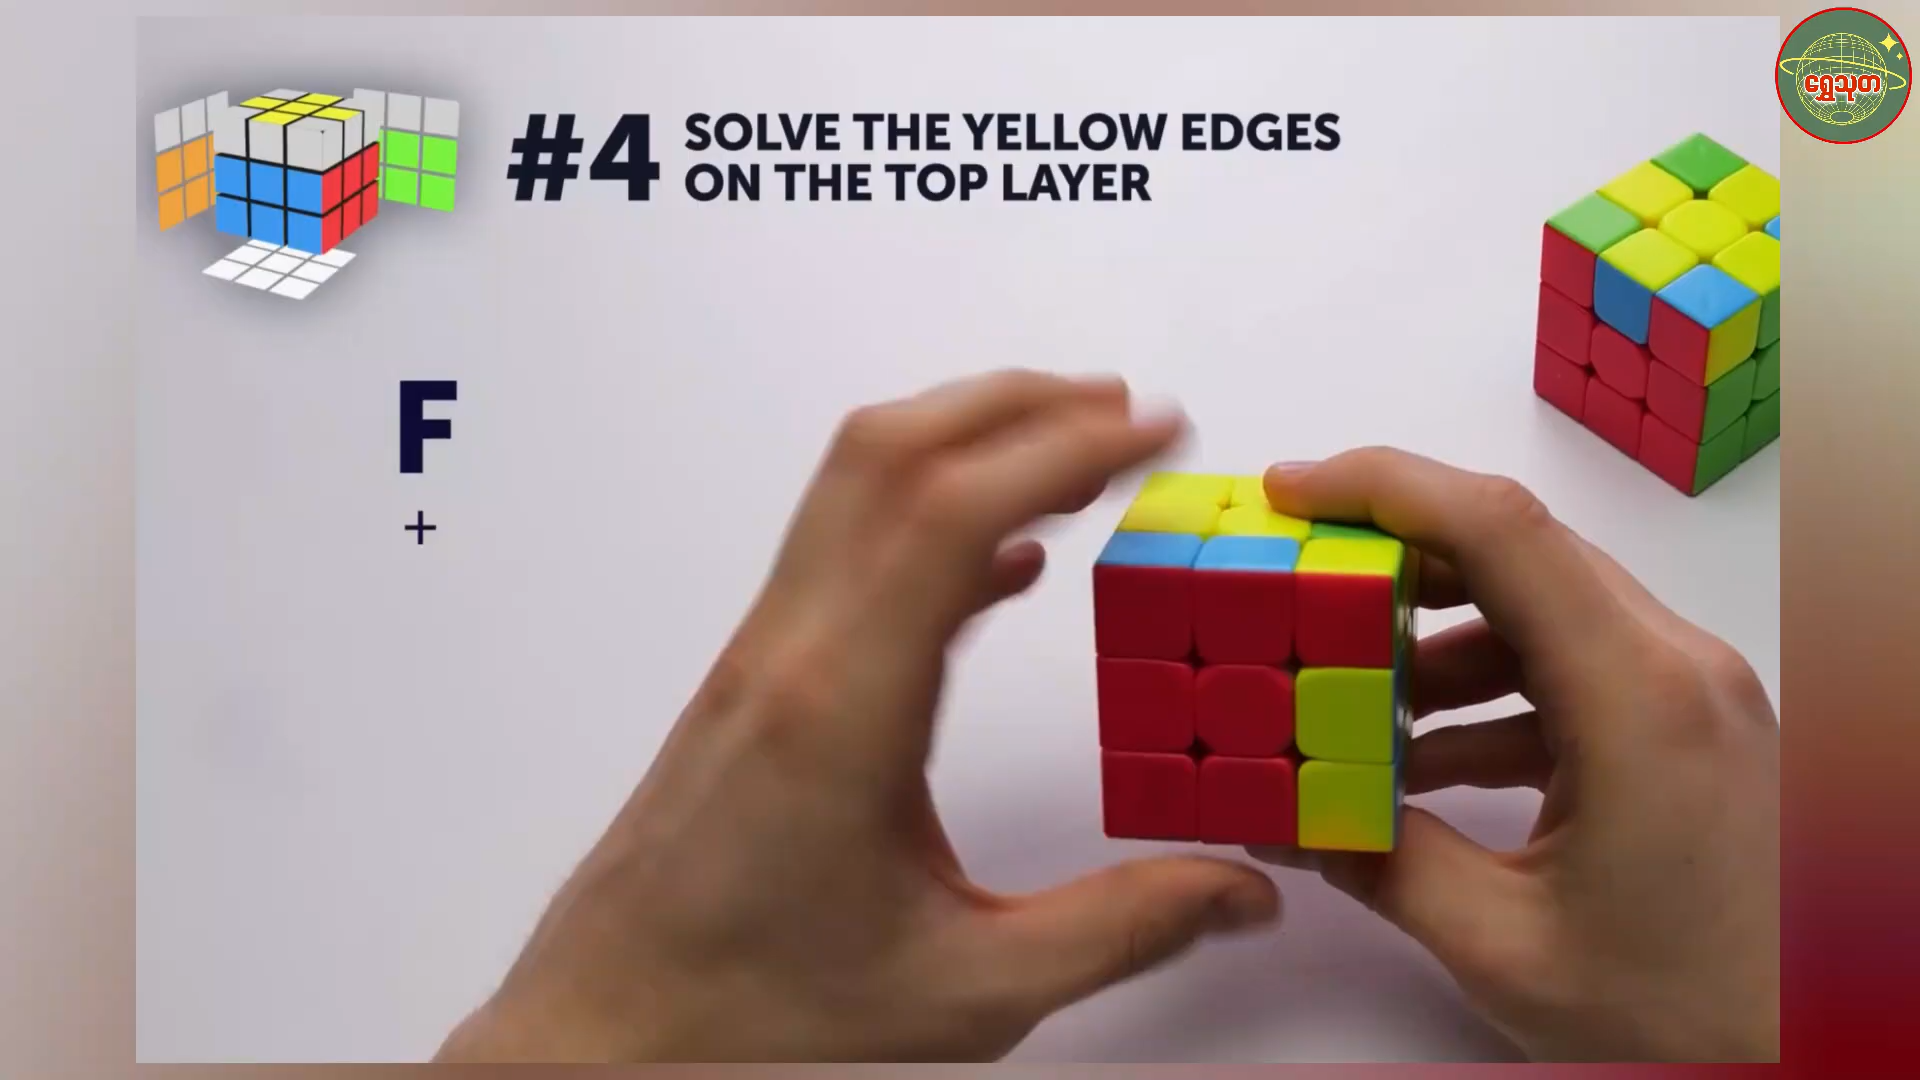 #4
SOLVE THE YELLOW EDGES
ON THE TOP LAYER
F
+
ရွှေသုတ